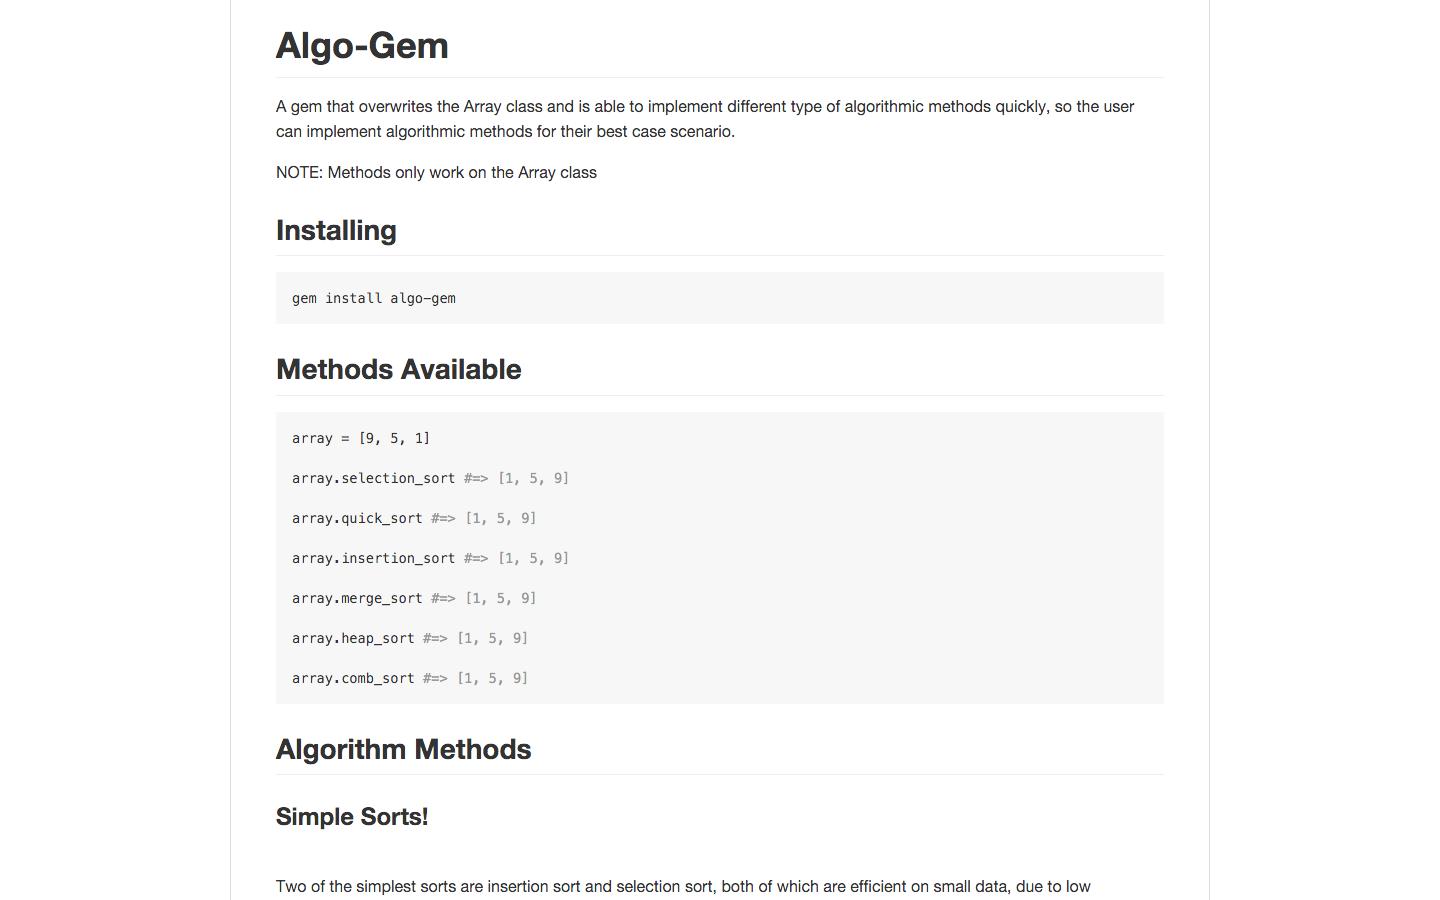 Algo-Gem
A gem that overwrites the Array class and is able to implement different type of algorithmic methods quickly, so the user
can implement algorithmic methods for their best case scenario.
NOTE: Methods only work on the Array class
Installing
gem install algo-gem
Methods Available
array = [9, 5, 1]
array.selection_sort #=> [1, 5, 9]
array.quick_sort #=> [1, 5, 9]
array.insertion_sort #=> [1, 5, 9]
array.merge_sort #=> [1, 5, 9]
array.heap_sort #=> [1, 5, 9]
array.comb_sort #=> [1, 5, 9]
Algorithm Methods
Simple Sorts!
Two of the simplest sorts are insertion sort and selection sort, both of which are efficient on small data, due to low